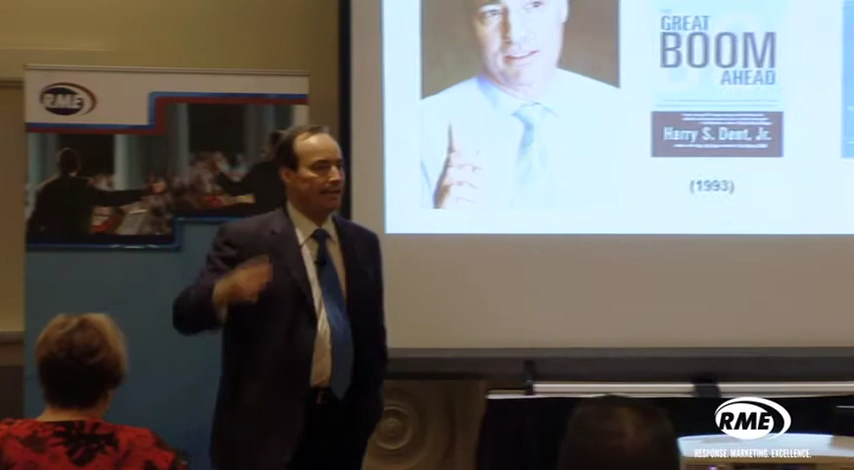 RME
GREAT
BOOM
AHEAD
Harry S. Dent, Jr.
(1993)
RME
RESPONSE. MARKETING. EXCELLENCE.